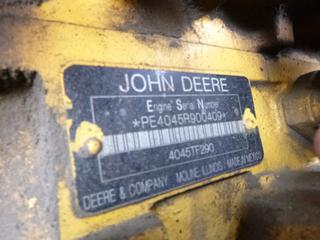 JOHN DEERE
Engine Serial Number
*PE4045R900409*
4045TF290
DEERE & COMPANY MOLINE, ILLINOIS MADE IN MEXICO